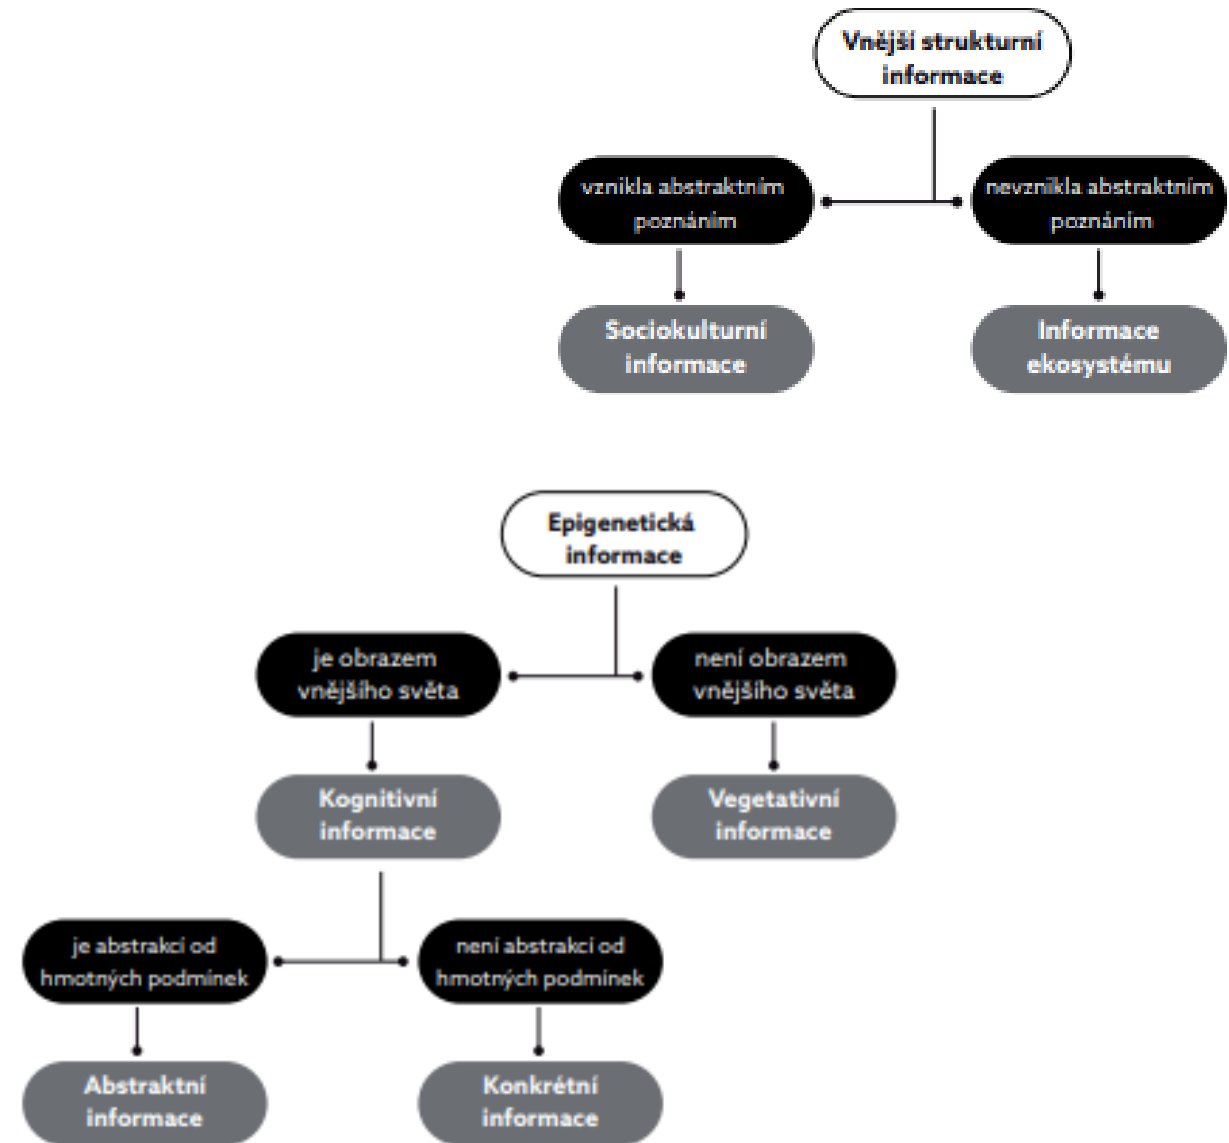 Vnější strukturní
informace
vznikla abstraktním
poznáním
nevznikla abstraktním
poznáním
Sociokulturní
informace
Informace
ekosystému
Epigenetická
informace
je obrazem
vnějšího světa
není obrazem
vnějšího světa
Kognitivní
informace
Vegetativní
informace
je abstrakcí od
hmotných podmínek
není abstrakcí od
hmotných podmínek
Abstraktní
informace
Konkrétní
informace